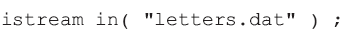 istream in( "letters.dat" ) ;